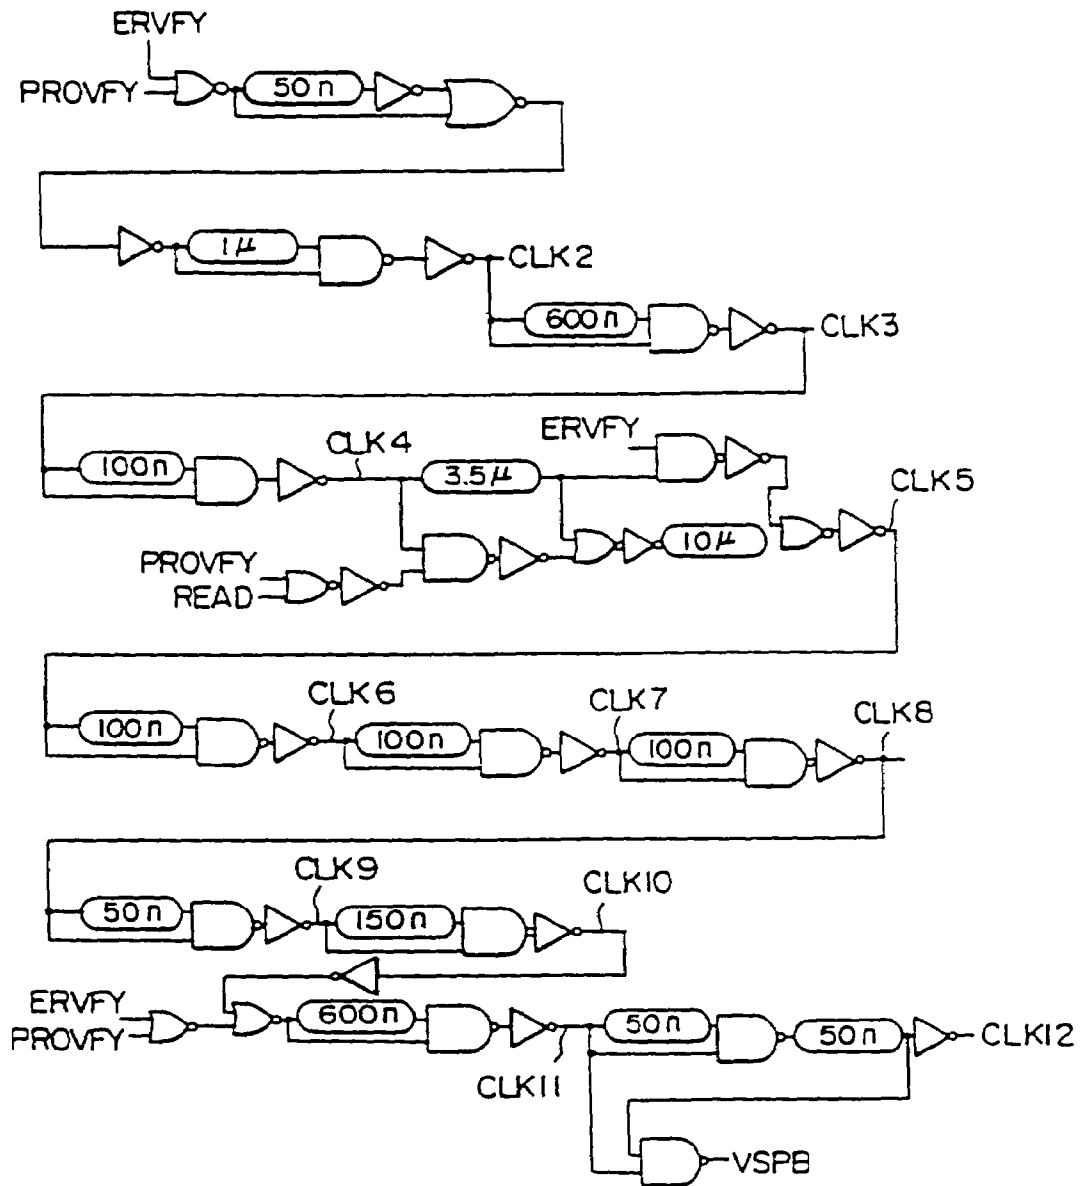 ERVFY
PROVFY
50n
1μ
CLK2
600n
CLK3
ERVFY
CLK4
100n
3.5μ
CLK5
10μ
PROVFY
READ
CLK6
CLK7
CLK8
100n
100n
100n
CLK9
CLK10
50n
150n
ERVFY
PROVFY
600n
50n
50n
CLK12
CLK11
VSPB